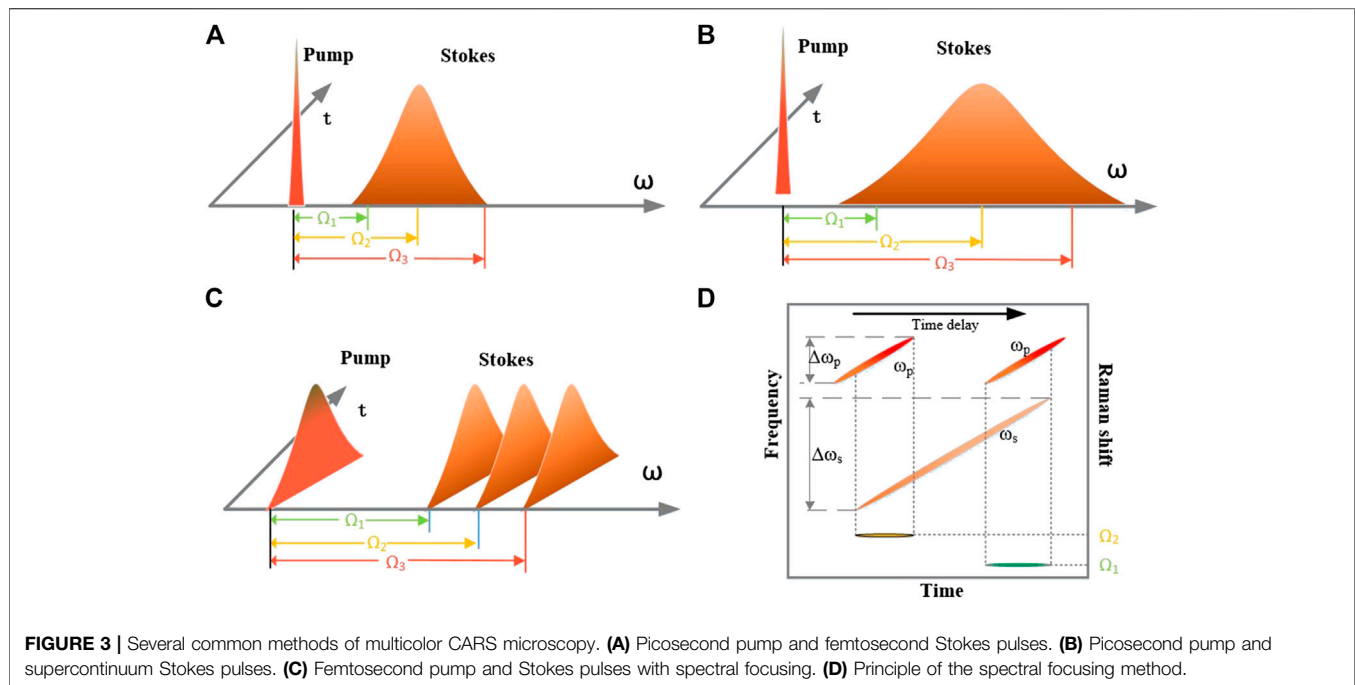 A
Pump
Stokes
t
ω
Ω₁
Ω₂
Ω₃
B
Pump
Stokes
t
ω
Ω₁
Ω₂
Ω₃
C
Pump
Stokes
t
ω
Ω₁
Ω₂
Ω₃
D
Time delay
Δωₚ
ωₚ
ωₚ
Frequency
Raman shift
Δωₛ
ωₛ
Ω₂
Ω₁
Time
FIGURE 3 | Several common methods of multicolor CARS microscopy. (A) Picosecond pump and femtosecond Stokes pulses. (B) Picosecond pump and
supercontinuum Stokes pulses. (C) Femtosecond pump and Stokes pulses with spectral focusing. (D) Principle of the spectral focusing method.